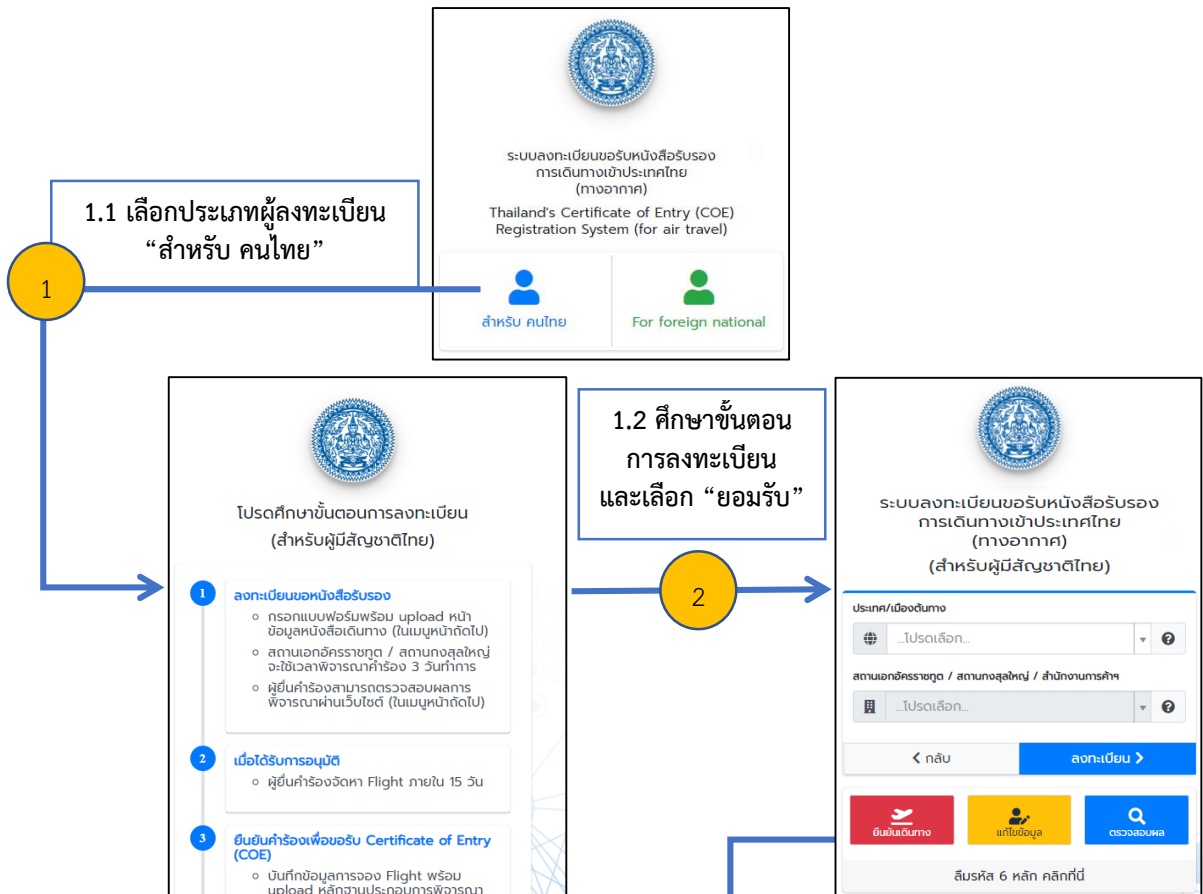 ระบบลงทะเบียนขอรับหนังสือรับรอง
การเดินทางเข้าประเทศไทย
(ทางอากาศ)
Thailand's Certificate of Entry (COE)
Registration System (for air travel)
สำหรับ คนไทย
For foreign national
1.1 เลือกประเภทผู้ลงทะเบียน
“สำหรับ คนไทย”
1
โปรดศึกษาขั้นตอนการลงทะเบียน
(สำหรับผู้มีสัญชาติไทย)
1
ลงทะเบียนขอหนังสือรับรอง
กรอกแบบฟอร์มพร้อม upload หน้า
ข้อมูลหนังสือเดินทาง (ในเมนูหน้าถัดไป)
สถานเอกอัครราชทูต / สถานกงสุลใหญ่
จะใช้เวลาพิจารณาคำร้อง 3 วันทำการ
ผู้ยื่นคำร้องสามารถตรวจสอบผลการ
พิจารณาผ่านเว็บไซต์ (ในเมนูหน้าถัดไป)
2
เมื่อได้รับการอนุมัติ
ผู้ยื่นคำร้องจัดหา Flight ภายใน 15 วัน
3
ยืนยันคำร้องเพื่อขอรับ Certificate of Entry
(COE)
บันทึกข้อมูลการจอง Flight พร้อม
upload หลักฐานประกอบการพิจารณา
1.2 ศึกษาขั้นตอน
การลงทะเบียน
และเลือก “ยอมรับ”
2
ระบบลงทะเบียนขอรับหนังสือรับรอง
การเดินทางเข้าประเทศไทย
(ทางอากาศ)
(สำหรับผู้มีสัญชาติไทย)
ประเทศ/เมืองต้นทาง
...โปรดเลือก...
สถานเอกอัครราชทูต / สถานกงสุลใหญ่ / สำนักงานการค้าฯ
...โปรดเลือก...
กลับ
ลงทะเบียน
ยืนยันเดินทาง
แก้ไขข้อมูล
ตรวจสอบผล
ลืมรหัส 6 หลัก คลิกที่นี่